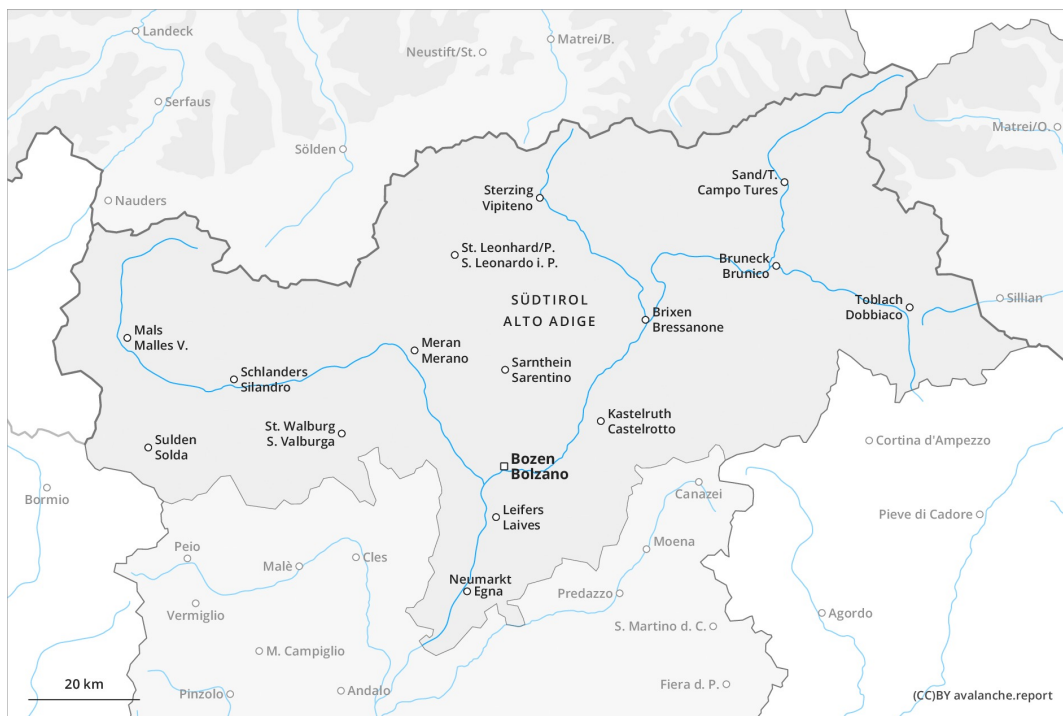 Landeck
Neustift/St.
Matrei/B.
Serfaus
Matrei/O.
Sölden
Nauders
Sterzing
Vipiteno
Sand/T.
Campo Tures
St. Leonhard/P.
S. Leonardo i. P.
Bruneck
Brunico
SÜDTIROL
ALTO ADIGE
Toblach
Dobbiaco
Sillian
Brixen
Bressanone
Mals
Malles V.
Meran
Merano
Sarnthein
Sarentino
Schlanders
Silandro
Kastelruth
Castelrotto
St. Walburg
S. Valburga
Sulden
Solda
Cortina d'Ampezzo
Bozen
Bolzano
Bormio
Canazei
Leifers
Laives
Pieve di Cadore
Peio
Malè
Cles
Moena
Neumarkt
Egna
Predazzo
Vermiglio
Agordo
S. Martino d. C.
M. Campiglio
20 km
Pinzolo
Andalo
Fiera d. P.
(CC)BY avalanche.report